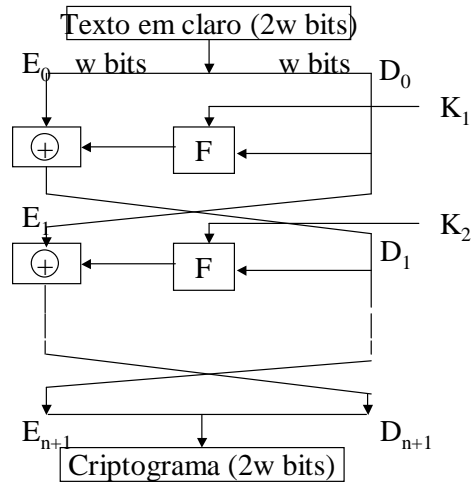 Texto em claro (2w bits)
E₀ w bits w bits D₀
K₁
+ F
E₁ D₁
K₂
+ F
Eₙ₊₁ Dₙ₊₁
Criptograma (2w bits)